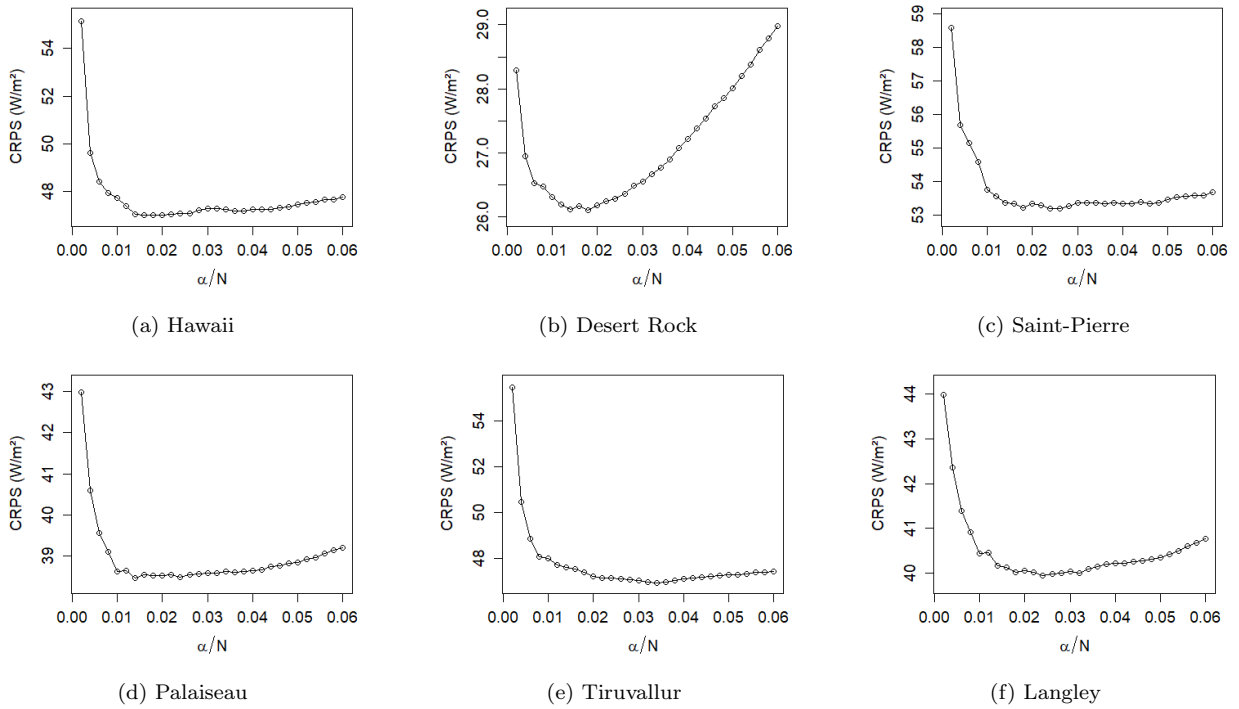 CRPS (W/m²)
48 50 52 54
0.00 0.01 0.02 0.03 0.04 0.05 0.06
α/N
(a) Hawaii
CRPS (W/m²)
26.0 27.0 28.0 29.0
0.00 0.01 0.02 0.03 0.04 0.05 0.06
α/N
(b) Desert Rock
CRPS (W/m²)
53 54 55 56 57 58 59
0.00 0.01 0.02 0.03 0.04 0.05 0.06
α/N
(c) Saint-Pierre
CRPS (W/m²)
39 40 41 42 43
0.00 0.01 0.02 0.03 0.04 0.05 0.06
α/N
(d) Palaiseau
CRPS (W/m²)
48 50 52 54
0.00 0.01 0.02 0.03 0.04 0.05 0.06
α/N
(e) Tiruvallur
CRPS (W/m²)
40 41 42 43 44
0.00 0.01 0.02 0.03 0.04 0.05 0.06
α/N
(f) Langley